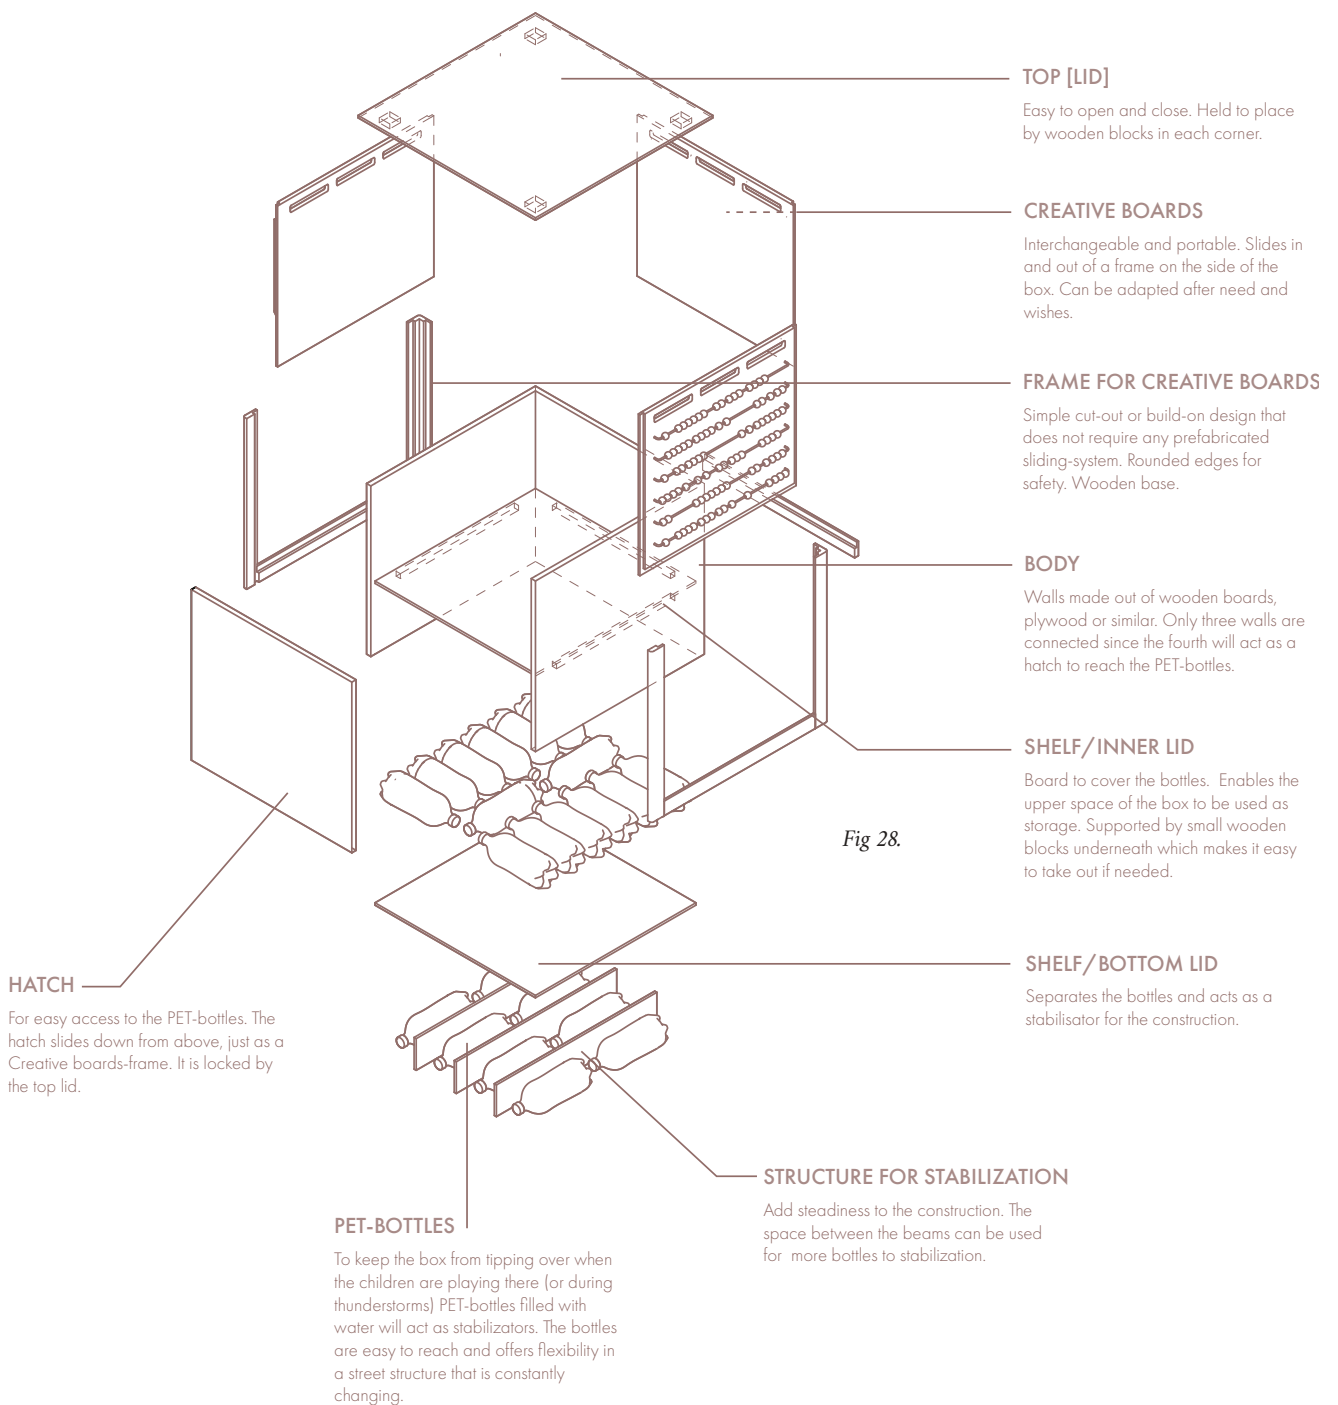 TOP [LID]
Easy to open and close. Held to place
by wooden blocks in each corner.
CREATIVE BOARDS
Interchangeable and portable. Slides in
and out of a frame on the side of the
box. Can be adapted after need and
wishes.
FRAME FOR CREATIVE BOARDS
Simple cut-out or build-on design that
does not require any prefabricated
sliding-system. Rounded edges for
safety. Wooden base.
BODY
Walls made out of wooden boards,
plywood or similar. Only three walls are
connected since the fourth will act as a
hatch to reach the PET-bottles.
SHELF/INNER LID
Board to cover the bottles.  Enables the
upper space of the box to be used as
storage. Supported by small wooden
blocks underneath which makes it easy
to take out if needed.
Fig 28.
SHELF/BOTTOM LID
Separates the bottles and acts as a
stabilisator for the construction.
HATCH
For easy access to the PET-bottles. The
hatch slides down from above, just as a
Creative boards-frame. It is locked by
the top lid.
STRUCTURE FOR STABILIZATION
Add steadiness to the construction. The
space between the beams can be used
for  more bottles to stabilization.
PET-BOTTLES
To keep the box from tipping over when
the children are playing there (or during
thunderstorms) PET-bottles filled with
water will act as stabilizators. The bottles
are easy to reach and offers flexibility in
a street structure that is constantly
changing.